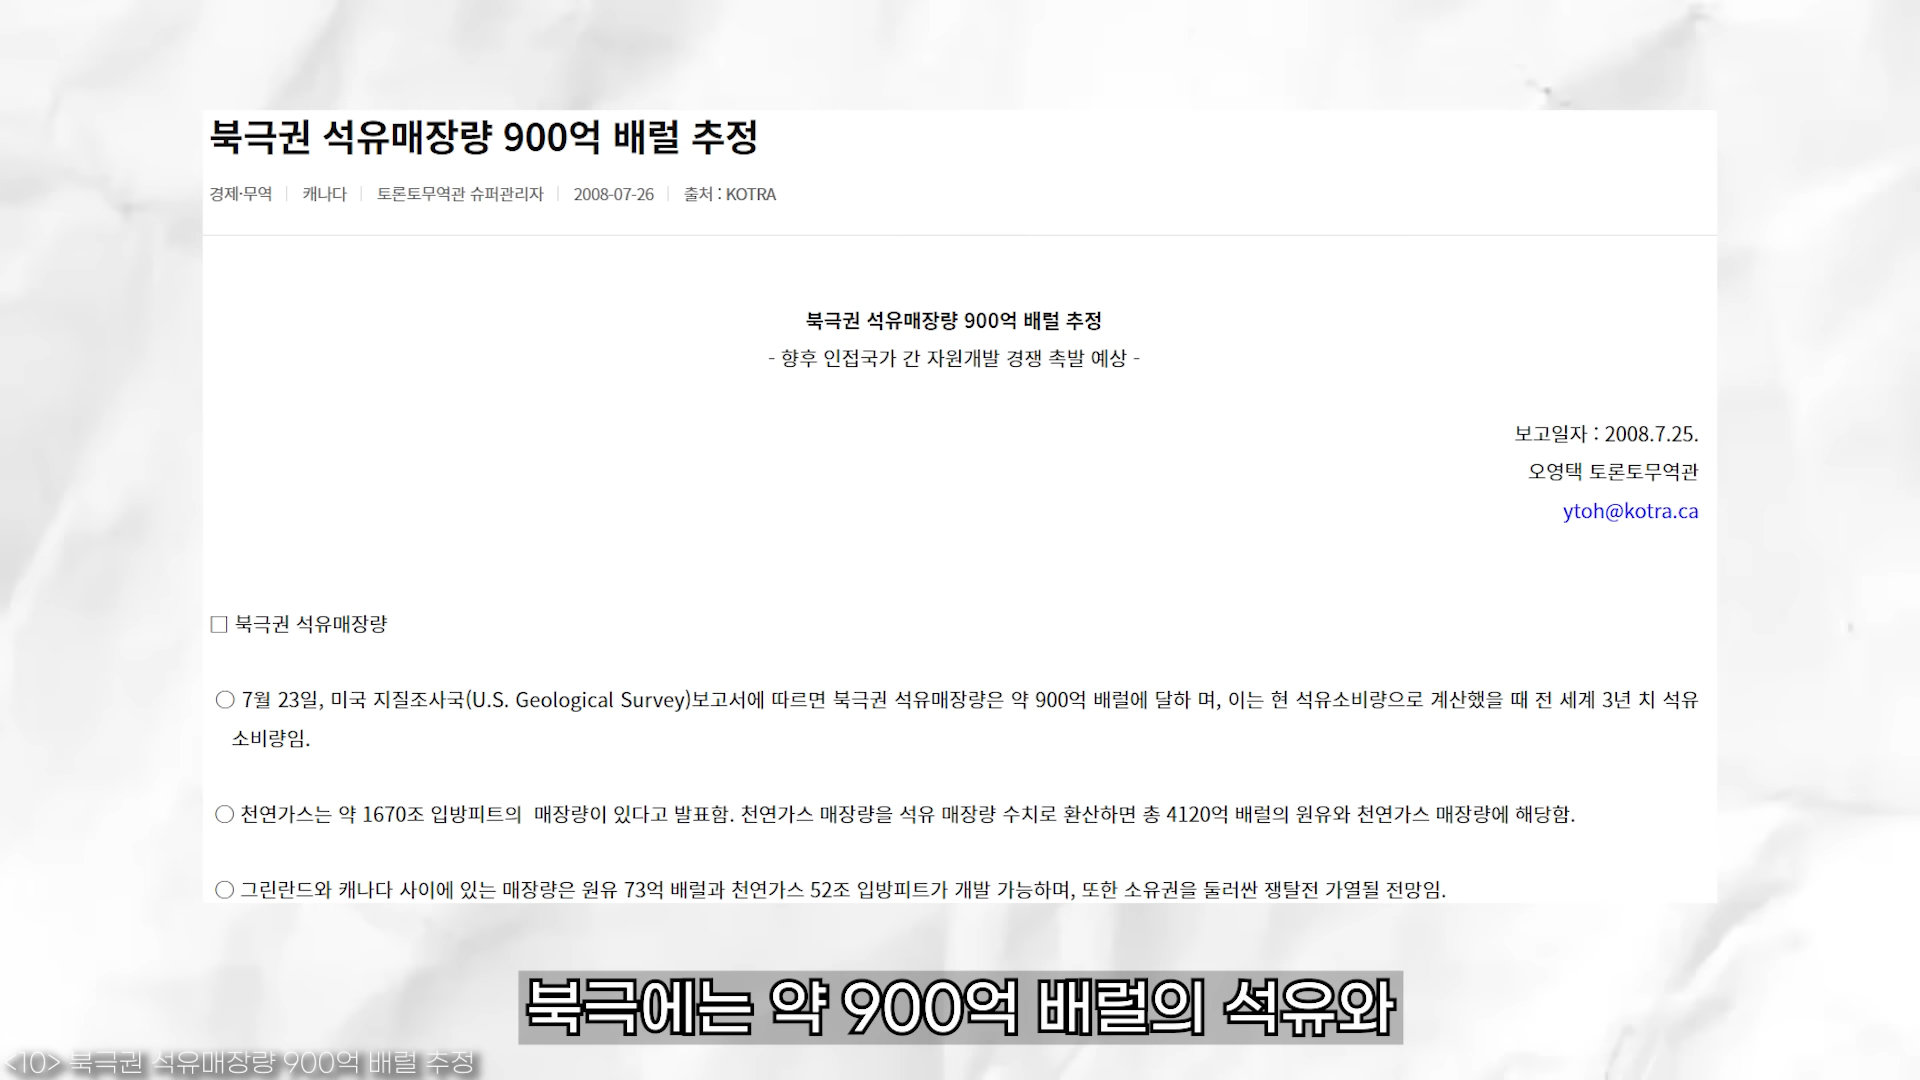 북극권 석유매장량 900억 배럴 추정
경제·무역 | 캐나다 | 토론토무역관 슈퍼관리자 | 2008-07-26 | 출처 : KOTRA
북극권 석유매장량 900억 배럴 추정
- 향후 인접국가 간 자원개발 경쟁 촉발 예상 -
보고일자 : 2008.7.25.
오영택 토론토무역관
ytoh@kotra.ca
□ 북극권 석유매장량
○ 7월 23일, 미국 지질조사국(U.S. Geological Survey)보고서에 따르면 북극권 석유매장량은 약 900억 배럴에 달하 며, 이는 현 석유소비량으로 계산했을 때 전 세계 3년 치 석유
소비량임.
○ 천연가스는 약 1670조 입방피트의 매장량이 있다고 발표함. 천연가스 매장량을 석유 매장량 수치로 환산하면 총 4120억 배럴의 원유와 천연가스 매장량에 해당함.
○ 그린란드와 캐나다 사이에 있는 매장량은 원유 73억 배럴과 천연가스 52조 입방피트가 개발 가능하며, 또한 소유권을 둘러싼 쟁탈전 가열될 전망임.
북극에는 약 900억 배럴의 석유와
<10> 북극권 석유매장량 900억 배럴 추정